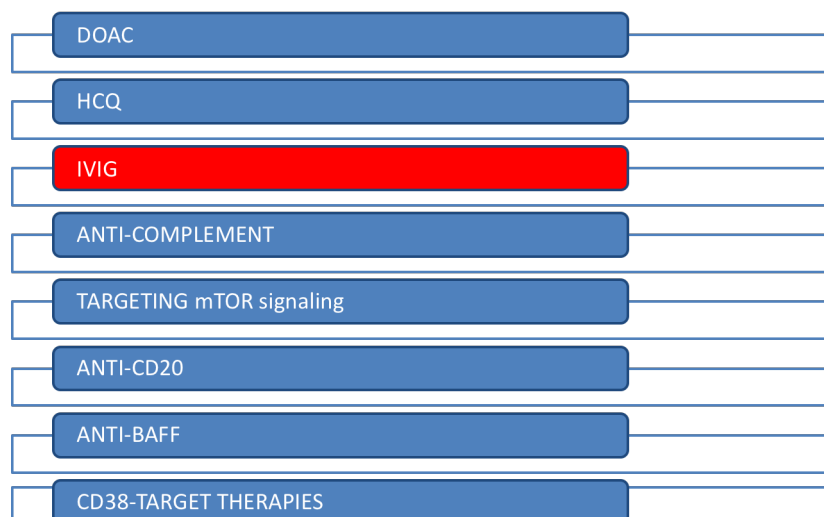 DOAC
HCQ
IVIG
ANTI-COMPLEMENT
TARGETING mTOR signaling
ANTI-CD20
ANTI-BAFF
CD38-TARGET THERAPIES